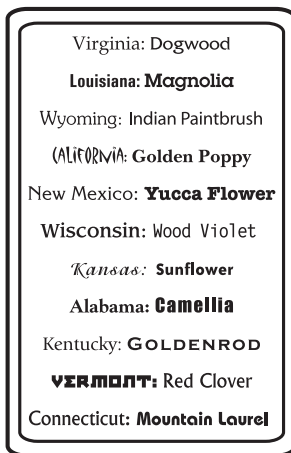 Virginia: Dogwood
Louisiana: Magnolia
Wyoming: Indian Paintbrush
CALiFORNiA: Golden Poppy
New Mexico: Yucca Flower
Wisconsin: Wood Violet
Kansas: Sunflower
Alabama: Camellia
Kentucky: GOLDENROD
VERMONT: Red Clover
Connecticut: Mountain Laurel